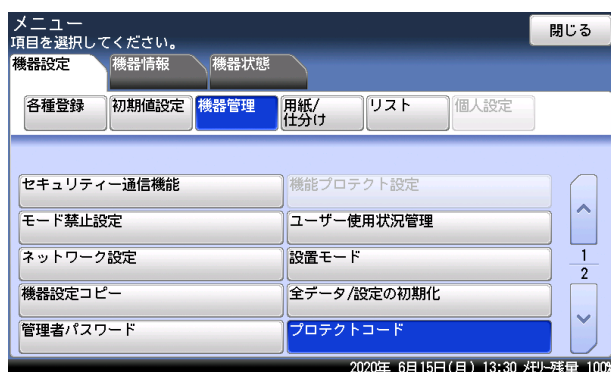 メニュー
項目を選択してください。
閉じる
機器設定
機器情報
機器状態
各種登録
初期値設定
機器管理
用紙/
仕分け
リスト
個人設定
セキュリティー通信機能
機能プロテクト設定
モード禁止設定
ユーザー使用状況管理
ネットワーク設定
設置モード
1
2
機器設定コピー
全データ/設定の初期化
管理者パスワード
プロテクトコード
2020年 6月15日(月) 13:30 メモリー残量 100%